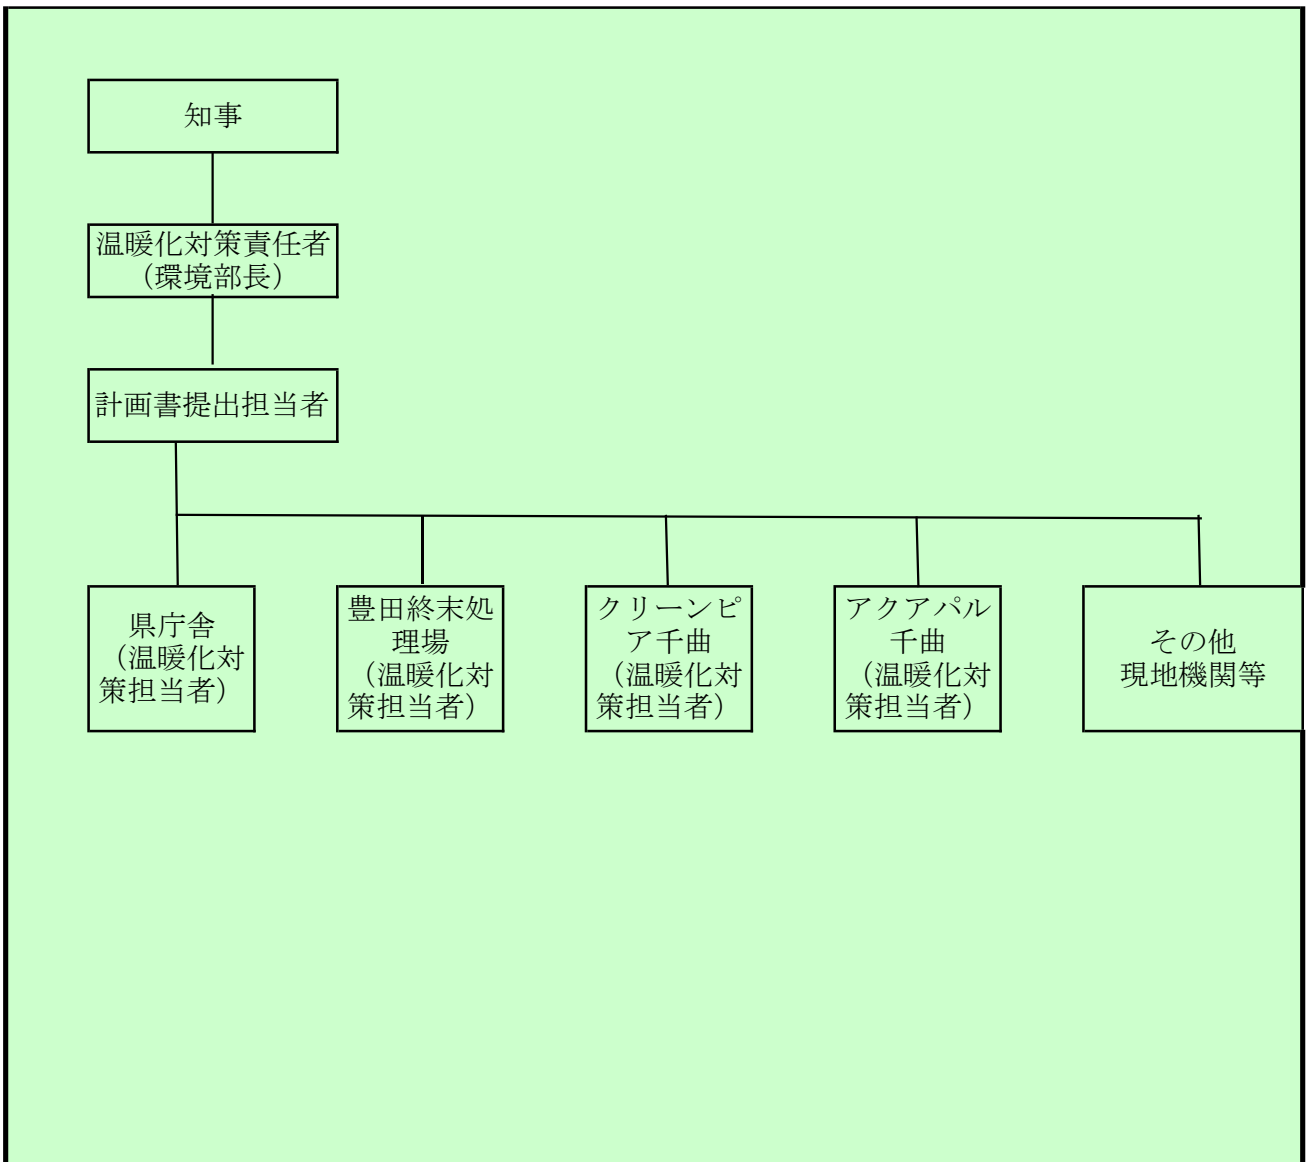 知事
温暖化対策責任者
（環境部長）
計画書提出担当者
県庁舎
（温暖化対
策担当者）
豊田終末処
理場
（温暖化対
策担当者）
クリーンピ
ア千曲
（温暖化対
策担当者）
アクアパル
千曲
（温暖化対
策担当者）
その他
現地機関等